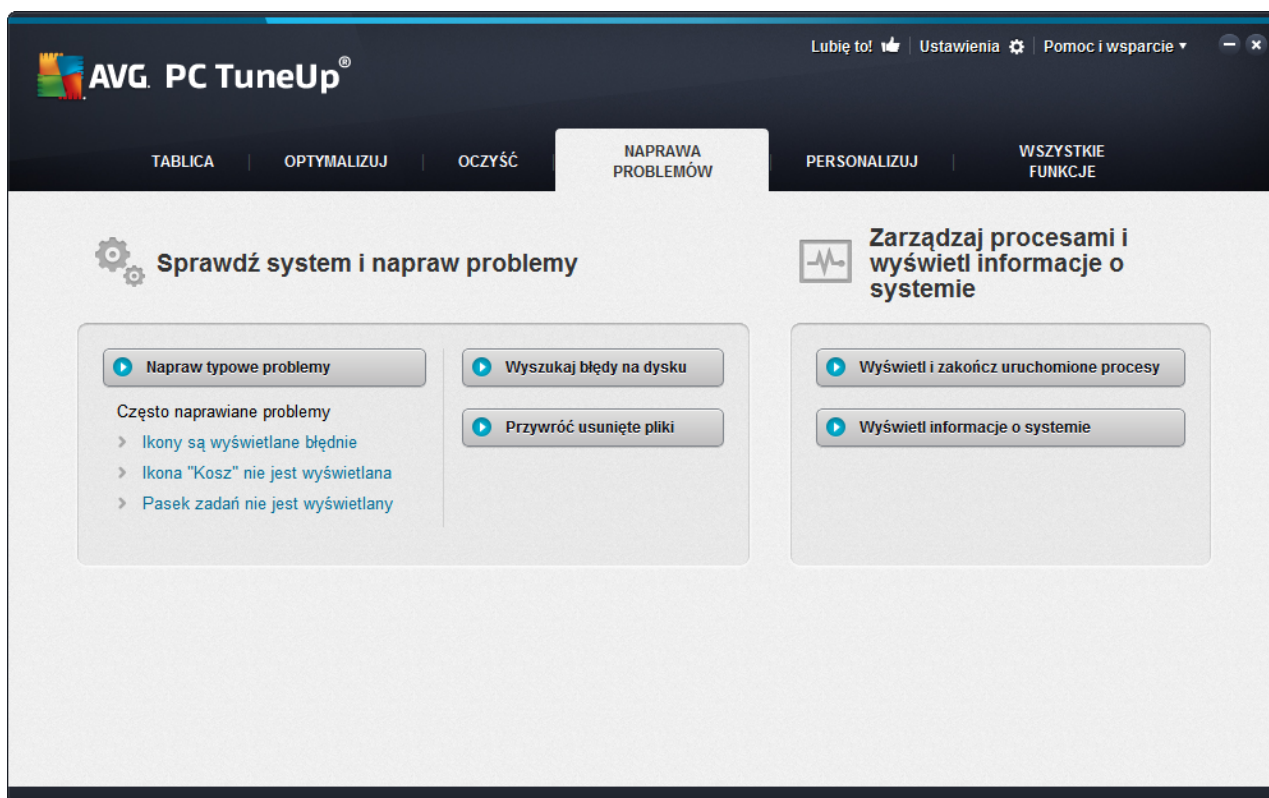 Lubię to! Ustawienia Pomoc i wsparcie
AVG. PC TuneUp®
TABLICA
OPTYMALIZUJ
OCZYŚĆ
NAPRAWA
PROBLEMÓW
PERSONALIZUJ
WSZYSTKIE
FUNKCJE
Sprawdź system i napraw problemy
Napraw typowe problemy
Często naprawiane problemy
Ikony są wyświetlane błędnie
Ikona "Kosz" nie jest wyświetlana
Pasek zadań nie jest wyświetlany
Wyszukaj błędy na dysku
Przywróć usunięte pliki
Zarządzaj procesami i
wyświetl informacje o
systemie
Wyświetl i zakończ uruchomione procesy
Wyświetl informacje o systemie